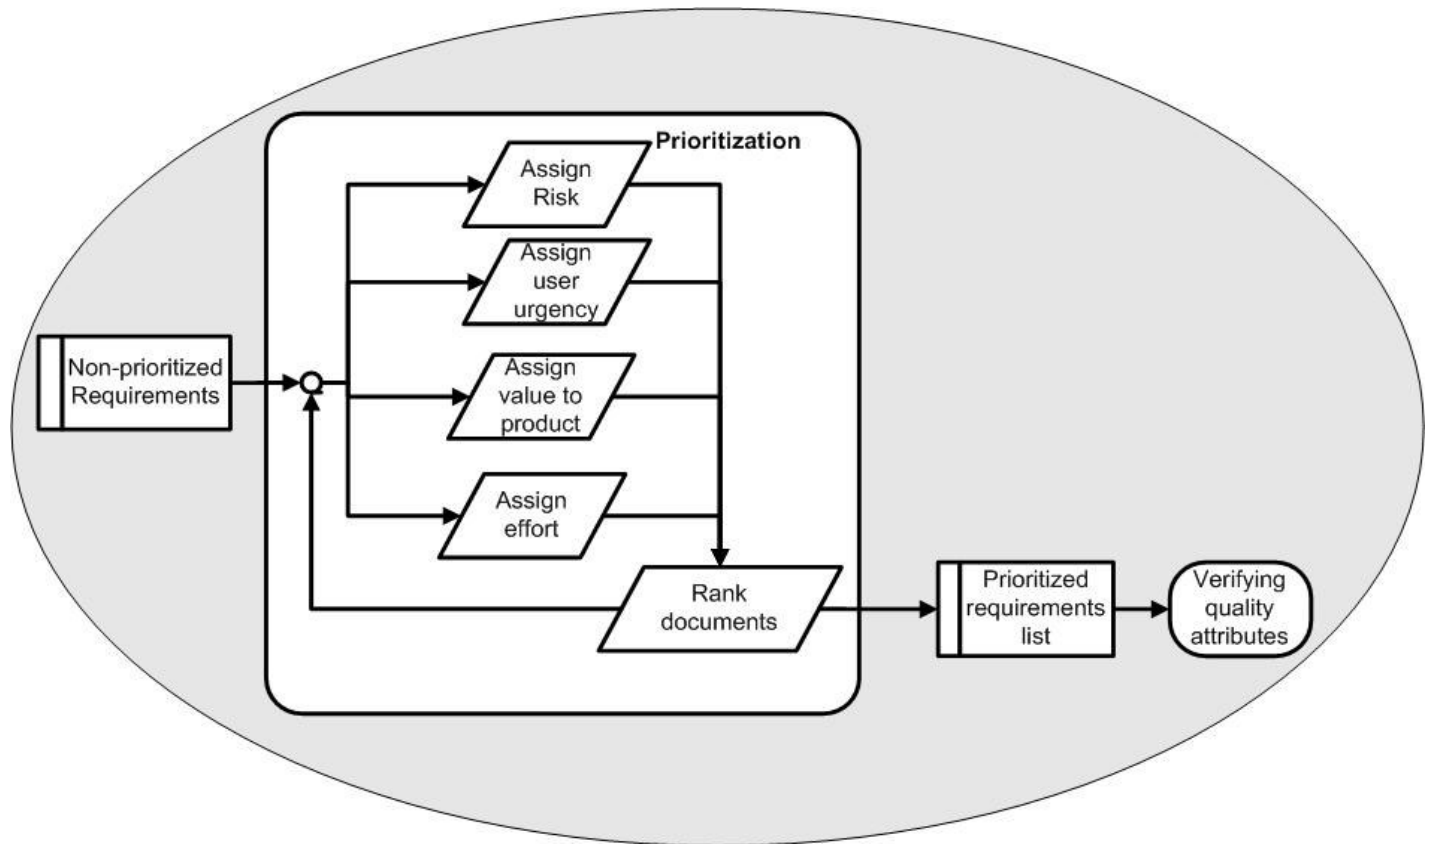 Prioritization
Assign
Risk
Assign
user
urgency
Non-prioritized
Requirements
Assign
value to
product
Assign
effort
Rank
documents
Prioritized
requirements
list
Verifying
quality
attributes